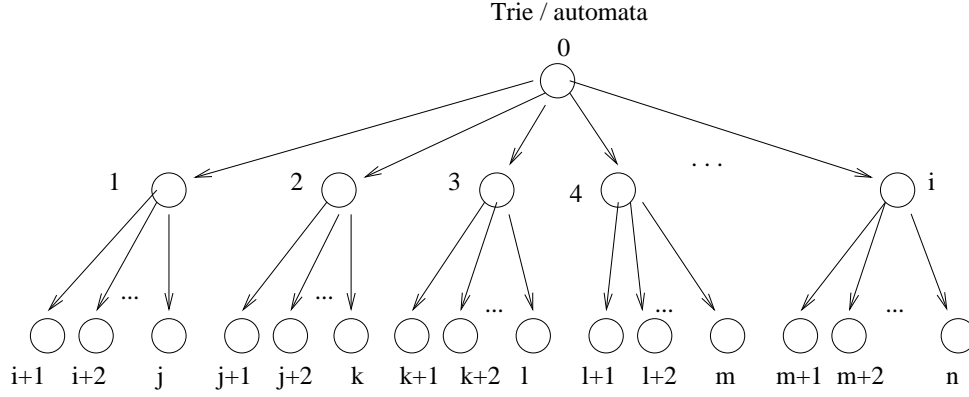 Trie / automata
0
. . .
1 2 3 4 i
... ... ... ... ...
i+1 i+2 j j+1 j+2 k k+1 k+2 l l+1 l+2 m m+1 m+2 n